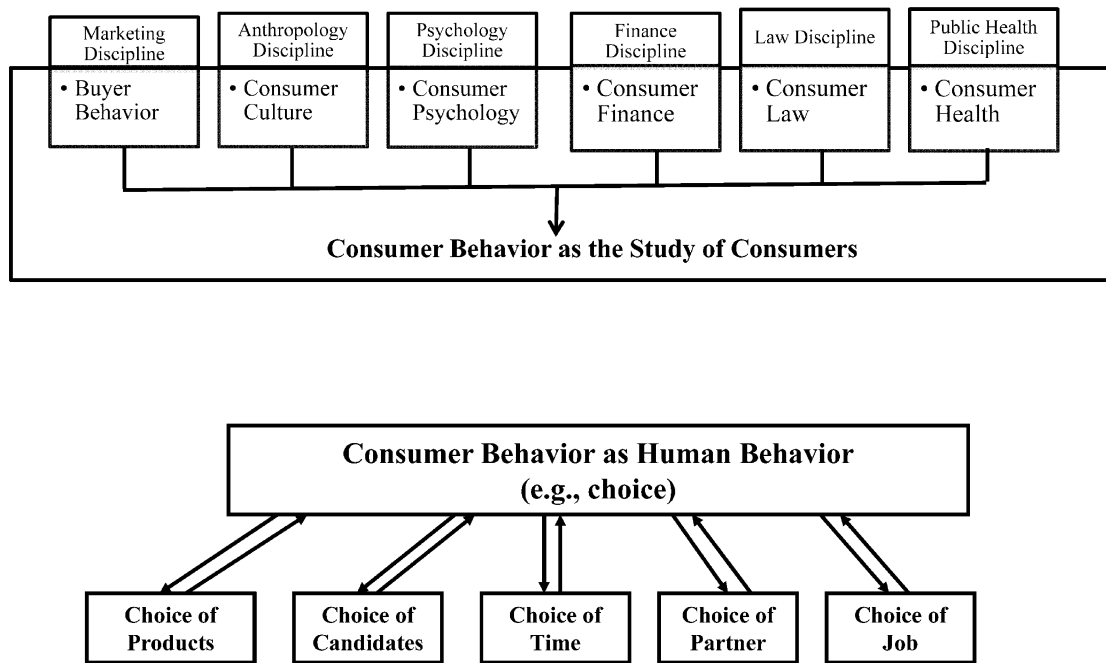 Marketing
Discipline
Anthropology
Discipline
Psychology
Discipline
Finance
Discipline
Law Discipline
Public Health
Discipline
• Buyer
Behavior
• Consumer
Culture
• Consumer
Psychology
• Consumer
Finance
• Consumer
Law
• Consumer
Health
Consumer Behavior as the Study of Consumers
Consumer Behavior as Human Behavior
(e.g., choice)
Choice of
Products
Choice of
Candidates
Choice of
Time
Choice of
Partner
Choice of
Job